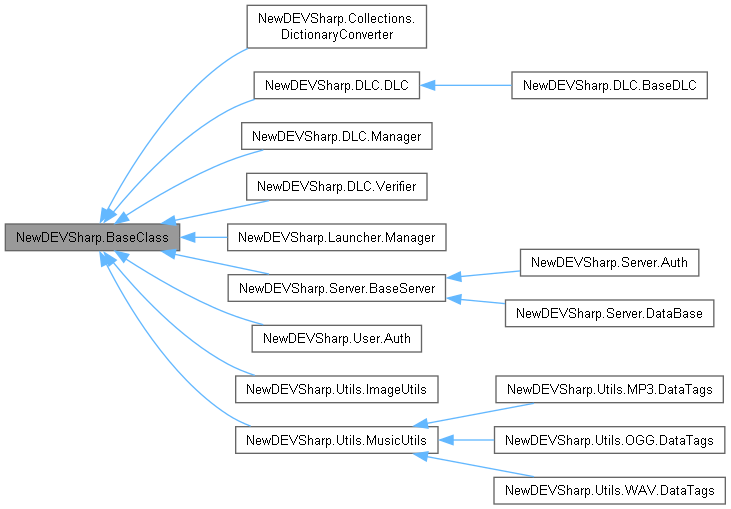 NewDEVSharp.Collections.
DictionaryConverter
NewDEVSharp.DLC.DLC
NewDEVSharp.DLC.BaseDLC
NewDEVSharp.DLC.Manager
NewDEVSharp.DLC.Verifier
NewDEVSharp.BaseClass
NewDEVSharp.Launcher.Manager
NewDEVSharp.Server.Auth
NewDEVSharp.Server.BaseServer
NewDEVSharp.Server.DataBase
NewDEVSharp.User.Auth
NewDEVSharp.Utils.ImageUtils
NewDEVSharp.Utils.MP3.DataTags
NewDEVSharp.Utils.MusicUtils
NewDEVSharp.Utils.OGG.DataTags
NewDEVSharp.Utils.WAV.DataTags